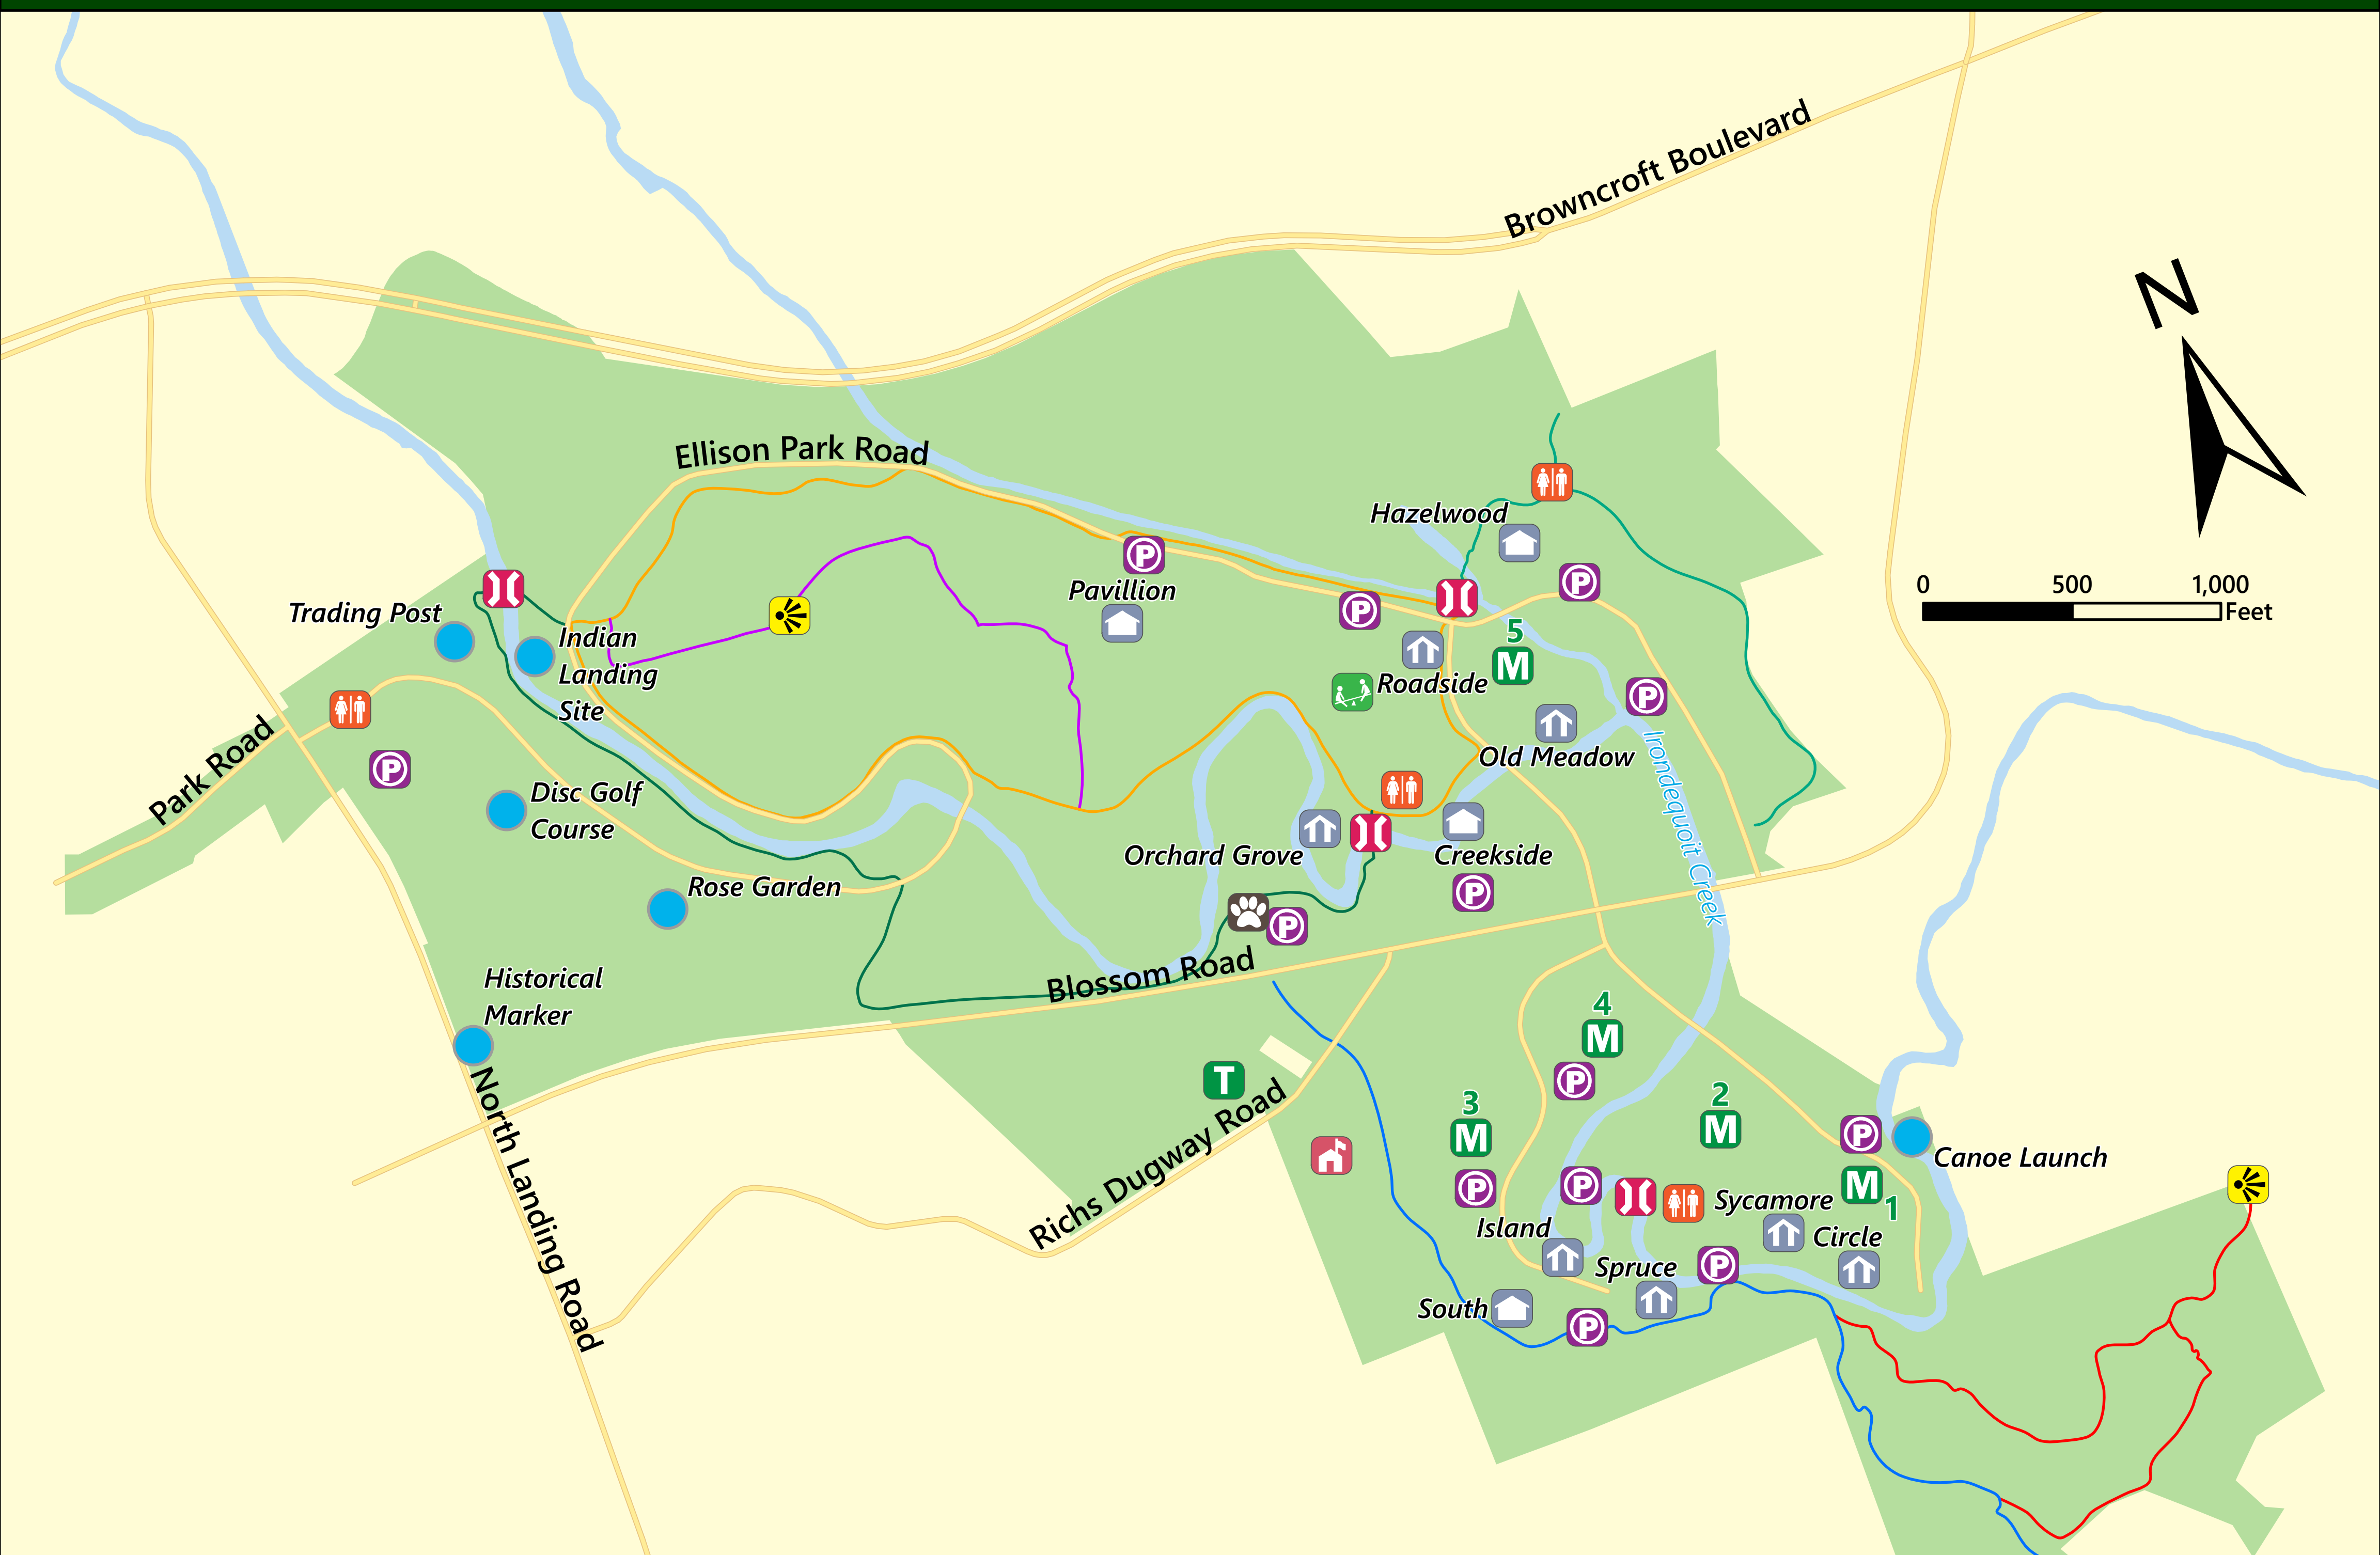 Browncroft Boulevard
N
Ellison Park Road
Hazelwood
P
Pavillion
P
P
0 500 1,000
Feet
Trading Post
Indian
Landing
Site
5
M
Roadside
P
Park Road
P
Old Meadow
Irondequoit Creek
Disc Golf
Course
Orchard Grove
Creekside
Rose Garden
P
P
Blossom Road
Historical
Marker
4
M
T
P
3
M
2
M
P
Canoe Launch
North Landing Road
Richs Dugway Road
P
P
Sycamore
M
1
Island
Circle
Spruce
P
South
P